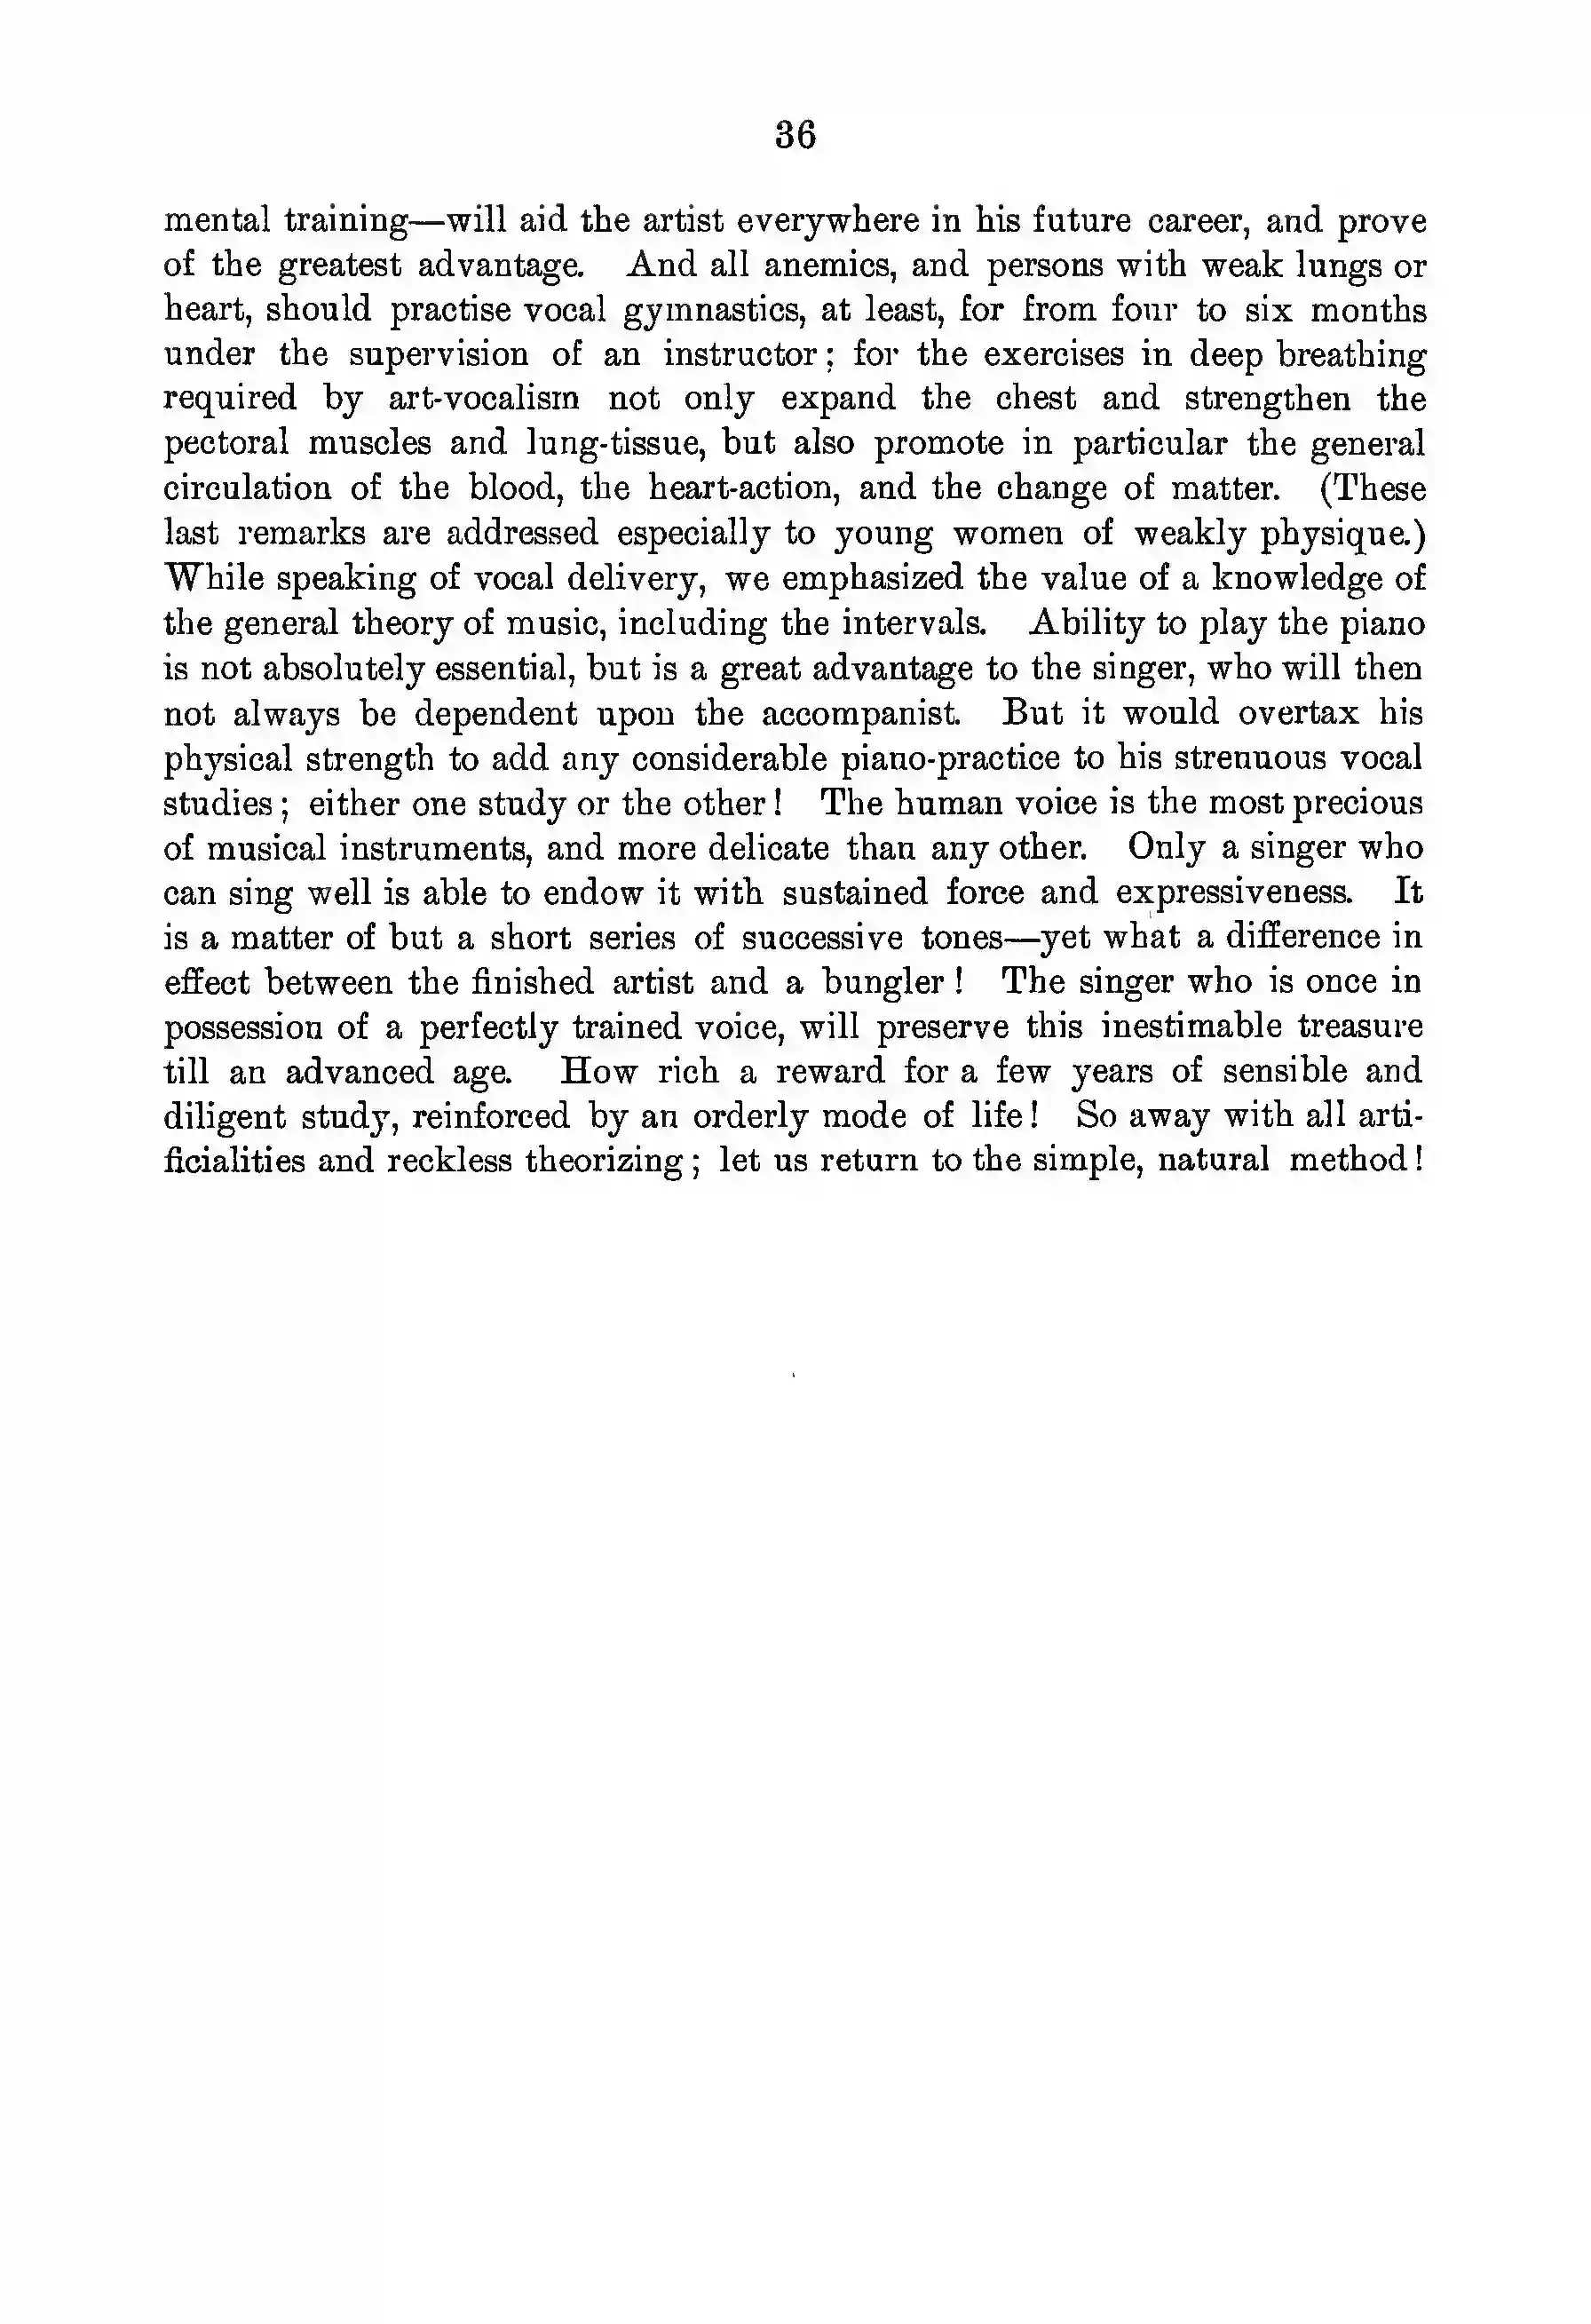 36
mental training—will aid the artist everywhere in his future career, and prove
of the greatest advantage. And all anemics, and persons with weak lungs or
heart, should practise vocal gymnastics, at least, for from four to six months
under the supervision of an instructor; for the exercises in deep breathing
required by art-vocalism not only expand the chest and strengthen the
pectoral muscles and lung-tissue, but also promote in particular the general
circulation of the blood, the heart-action, and the change of matter. (These
last remarks are addressed especially to young women of weakly physique.)
While speaking of vocal delivery, we emphasized the value of a knowledge of
the general theory of music, including the intervals. Ability to play the piano
is not absolutely essential, but is a great advantage to the singer, who will then
not always be dependent upon the accompanist. But it would overtax his
physical strength to add any considerable piano-practice to his strenuous vocal
studies; either one study or the other! The human voice is the most precious
of musical instruments, and more delicate than any other. Only a singer who
can sing well is able to endow it with sustained force and expressiveness. It
is a matter of but a short series of successive tones—yet what a difference in
effect between the finished artist and a bungler! The singer who is once in
possession of a perfectly trained voice, will preserve this inestimable treasure
till an advanced age. How rich a reward for a few years of sensible and
diligent study, reinforced by an orderly mode of life! So away with all arti-
ficialities and reckless theorizing; let us return to the simple, natural method!